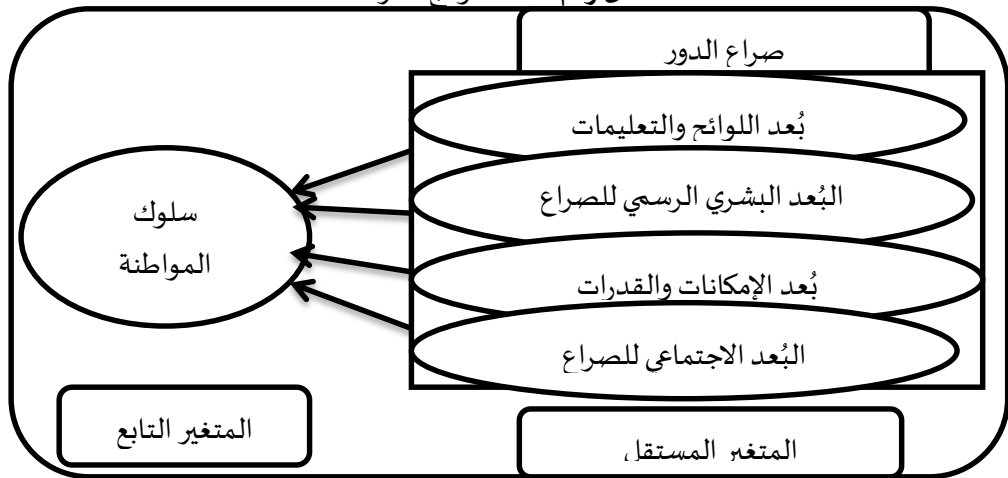 صراع الدور
بُعد اللوائح والتعليمات
البُعد البشري الرسمي للصراع
بُعد الإمكانات والقدرات
البُعد الاجتماعي للصراع
سلوك
المواطنة
المتغير المستقل
المتغير التابع